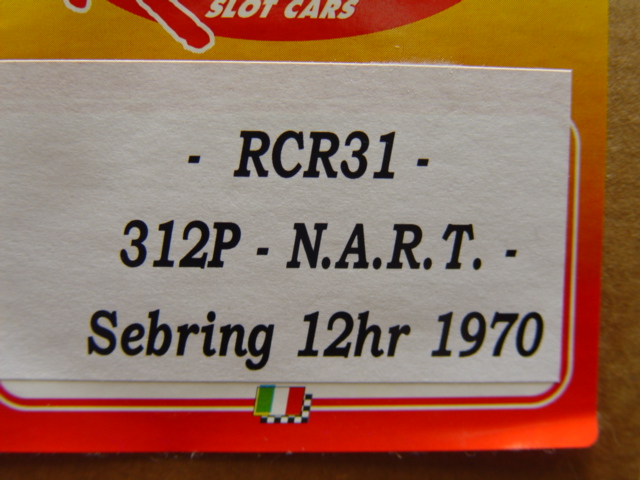 SLOT CARS
- RCR31 -
312P - N.A.R.T. -
Sebring 12hr 1970